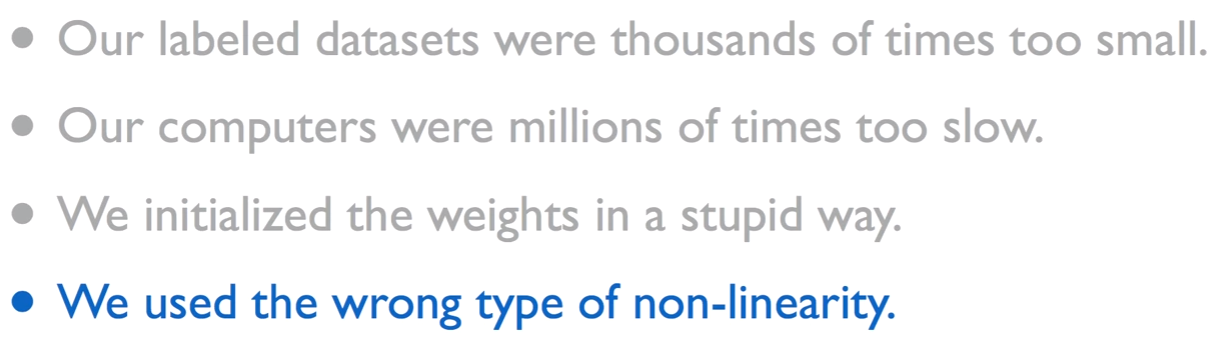 • Our labeled datasets were thousands of times too small.
• Our computers were millions of times too slow.
• We initialized the weights in a stupid way.
• We used the wrong type of non-linearity.